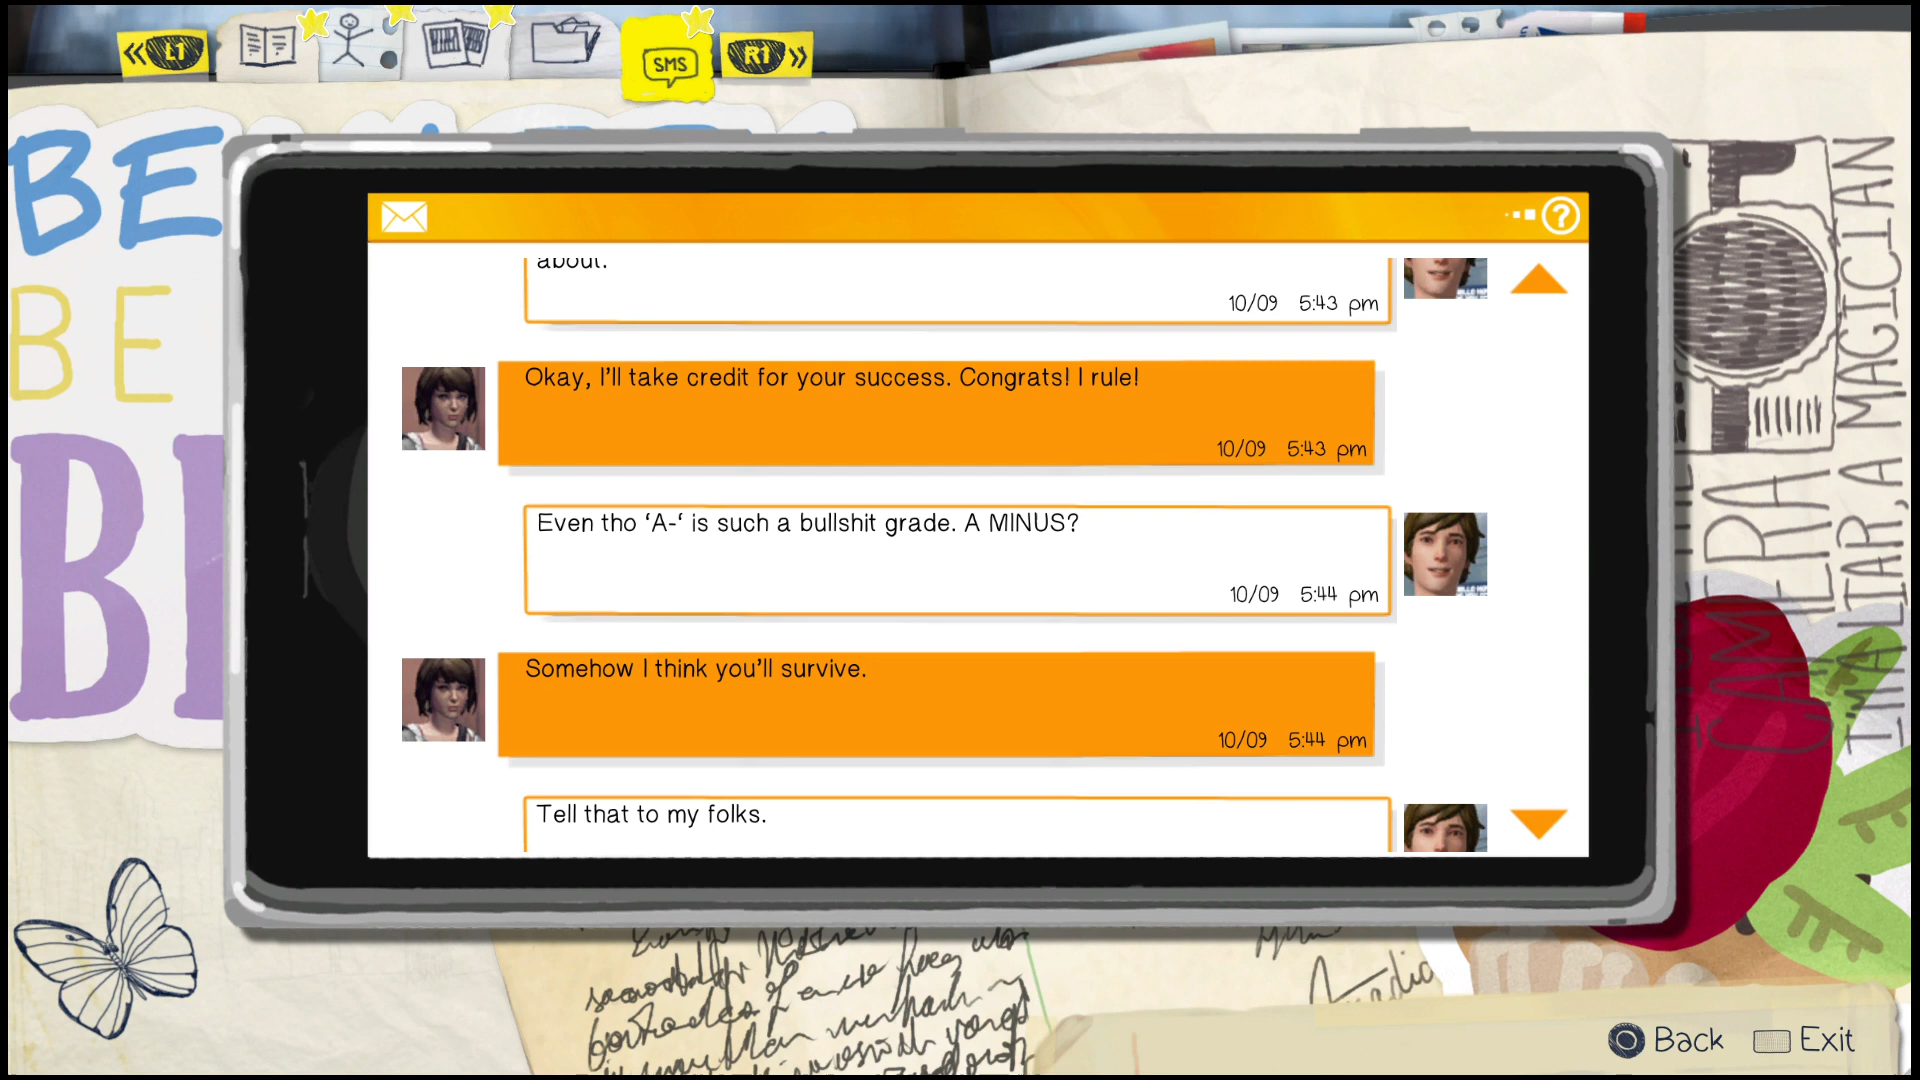 L1
SMS
R1
BE
BE
about.
10/09 5:43 pm
Okay, I'll take credit for your success. Congrats! I rule!
10/09 5:43 pm
Even tho 'A-' is such a bullshit grade. A MINUS?
10/09 5:44 pm
Somehow I think you'll survive.
10/09 5:44 pm
Tell that to my folks.
CAMERA
I'M A LIAR, A MAGICIAN
Back
Exit